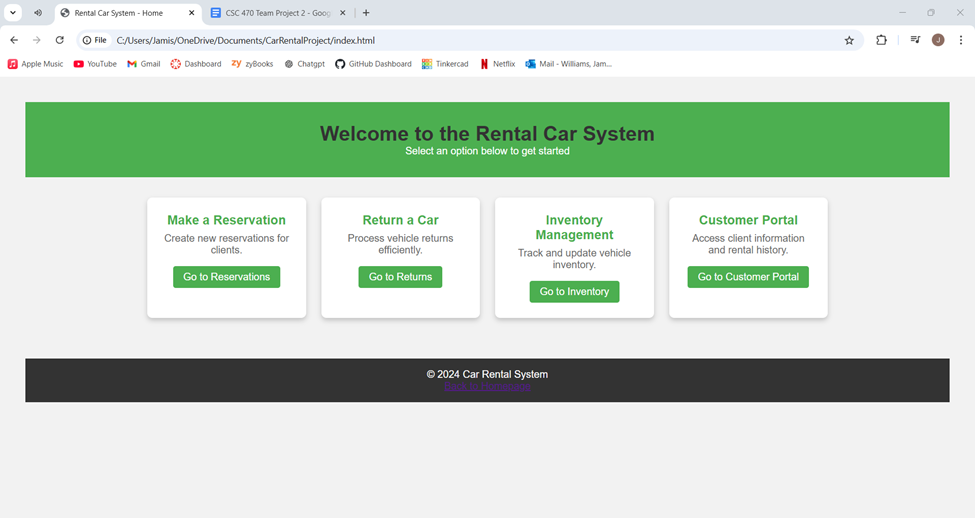 Rental Car System - Home
CSC 470 Team Project 2 - Goog
File
C:/Users/Jamis/OneDrive/Documents/CarRentalProject/index.html
J
Apple Music
YouTube
Gmail
Dashboard
zy zyBooks
Chatgpt
GitHub Dashboard
Tinkercad
N Netflix
Mail - Williams, Jam...
Welcome to the Rental Car System
Select an option below to get started
Make a Reservation
Create new reservations for
clients.
Go to Reservations
Return a Car
Process vehicle returns
efficiently.
Go to Returns
Inventory
Management
Track and update vehicle
inventory.
Go to Inventory
Customer Portal
Access client information
and rental history.
Go to Customer Portal
© 2024 Car Rental System
Back to